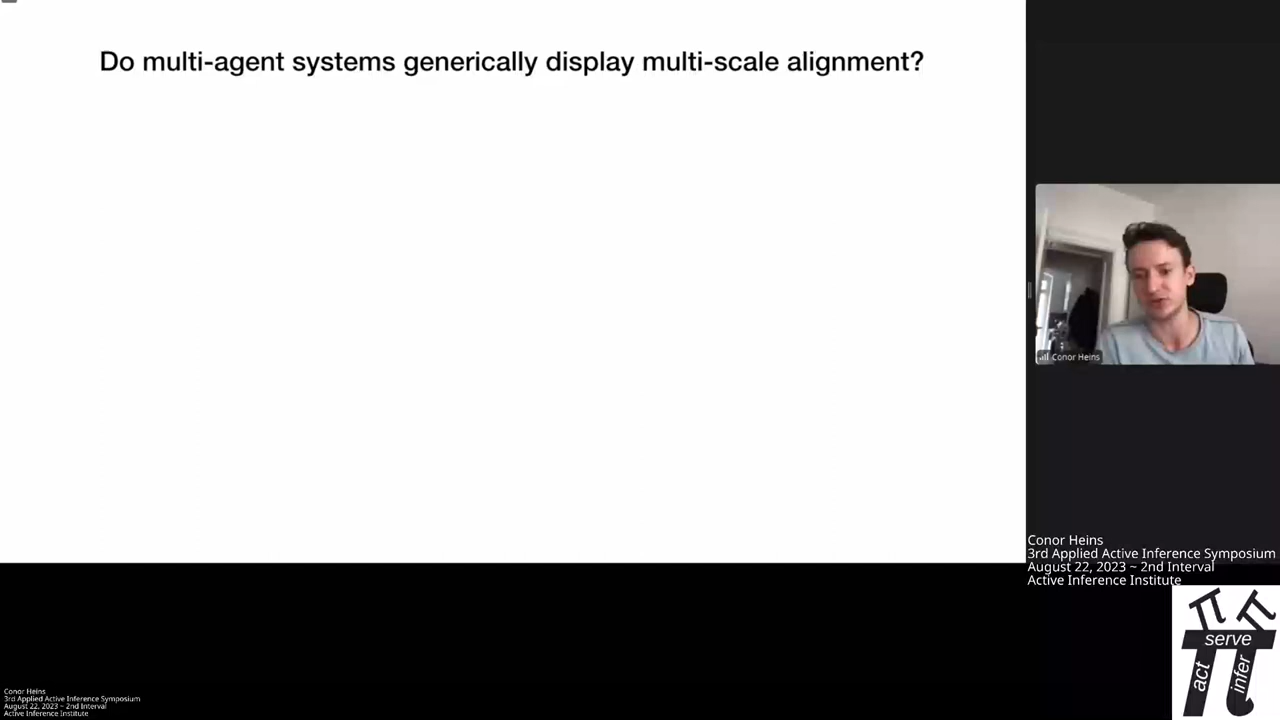 Do multi-agent systems generically display multi-scale alignment?
Conor Heins
Conor Heins
3rd Applied Active Inference Symposium
August 22, 2023 ~ 2nd Interval
Active Inference Institute
π π
serve
π
act
infer
Conor Heins
3rd Applied Active Inference Symposium
August 22, 2023 ~ 2nd Interval
Active Inference Institute